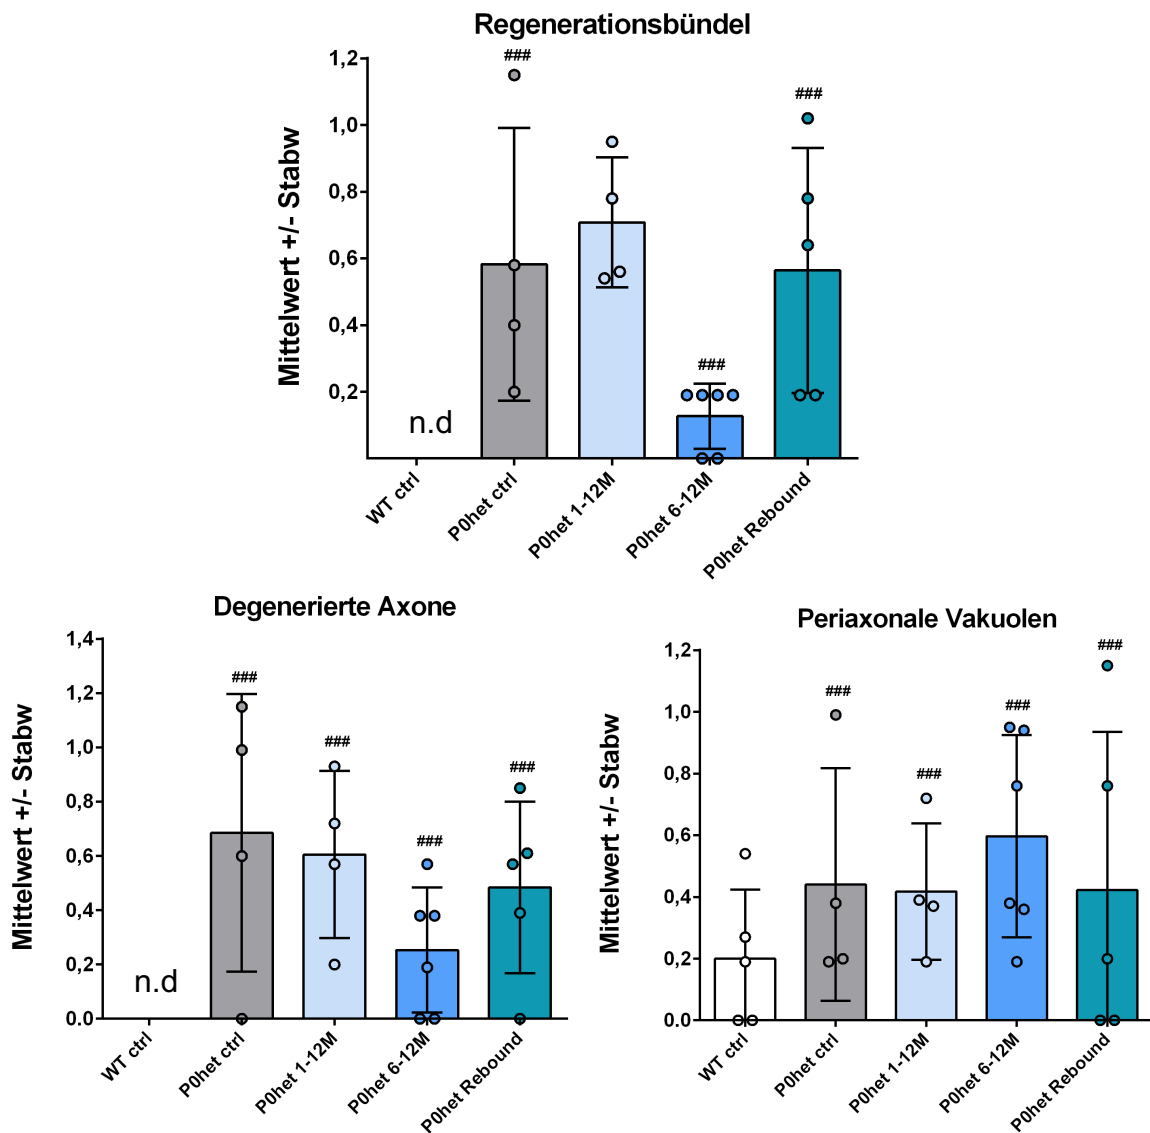 Regenerationsbündel
Mittelwert +/- Stabw
1,2
1,0
0,8
0,6
0,4
0,2
###
###
###
n.d
WT ctrl
P0het ctrl
P0het 1-12M
P0het 6-12M
P0het Rebound
Degenerierte Axone
Mittelwert +/- Stabw
1,4
1,2
1,0
0,8
0,6
0,4
0,2
0.0
###
###
###
###
n.d
WT ctrl
P0het ctrl
P0het 1-12M
P0het 6-12M
P0het Rebound
Periaxonale Vakuolen
Mittelwert +/- Stabw
1,2
1,0
0,8
0,6
0,4
0,2
0.0
###
###
###
###
WT ctrl
P0het ctrl
P0het 1-12M
P0het 6-12M
P0het Rebound